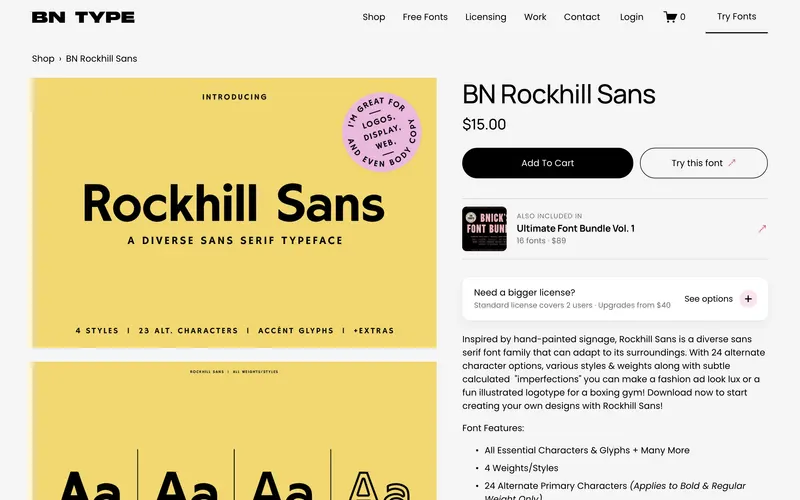 BN TYPE
Shop Free Fonts Licensing Work Contact Login 0 Try Fonts
Shop › BN Rockhill Sans
INTRODUCING
I'M GREAT FOR
LOGOS,
DISPLAY,
WEB,
AND EVEN BODY COPY
Rockhill Sans
A DIVERSE SANS SERIF TYPEFACE
4 STYLES | 23 ALT. CHARACTERS | ACCENT GLYPHS | +EXTRAS
ROCKHILL SANS | ALL WEIGHTS/STYLES
Aa Aa Aa Aa
BN Rockhill Sans
$15.00
Add To Cart
Try this font ↗
BNICK'S
FONT BUN
ALSO INCLUDED IN
Ultimate Font Bundle Vol. 1
16 fonts · $89
↗
Need a bigger license?
Standard license covers 2 users · Upgrades from $40
See options +
Inspired by hand-painted signage, Rockhill Sans is a diverse sans
serif font family that can adapt to its surroundings. With 24 alternate
character options, various styles & weights along with subtle
calculated "imperfections" you can make a fashion ad look lux or a
fun illustrated logotype for a boxing gym! Download now to start
creating your own designs with Rockhill Sans!
Font Features:
• All Essential Characters & Glyphs + Many More
• 4 Weights/Styles
• 24 Alternate Primary Characters (Applies to Bold & Regular
Weight Only)